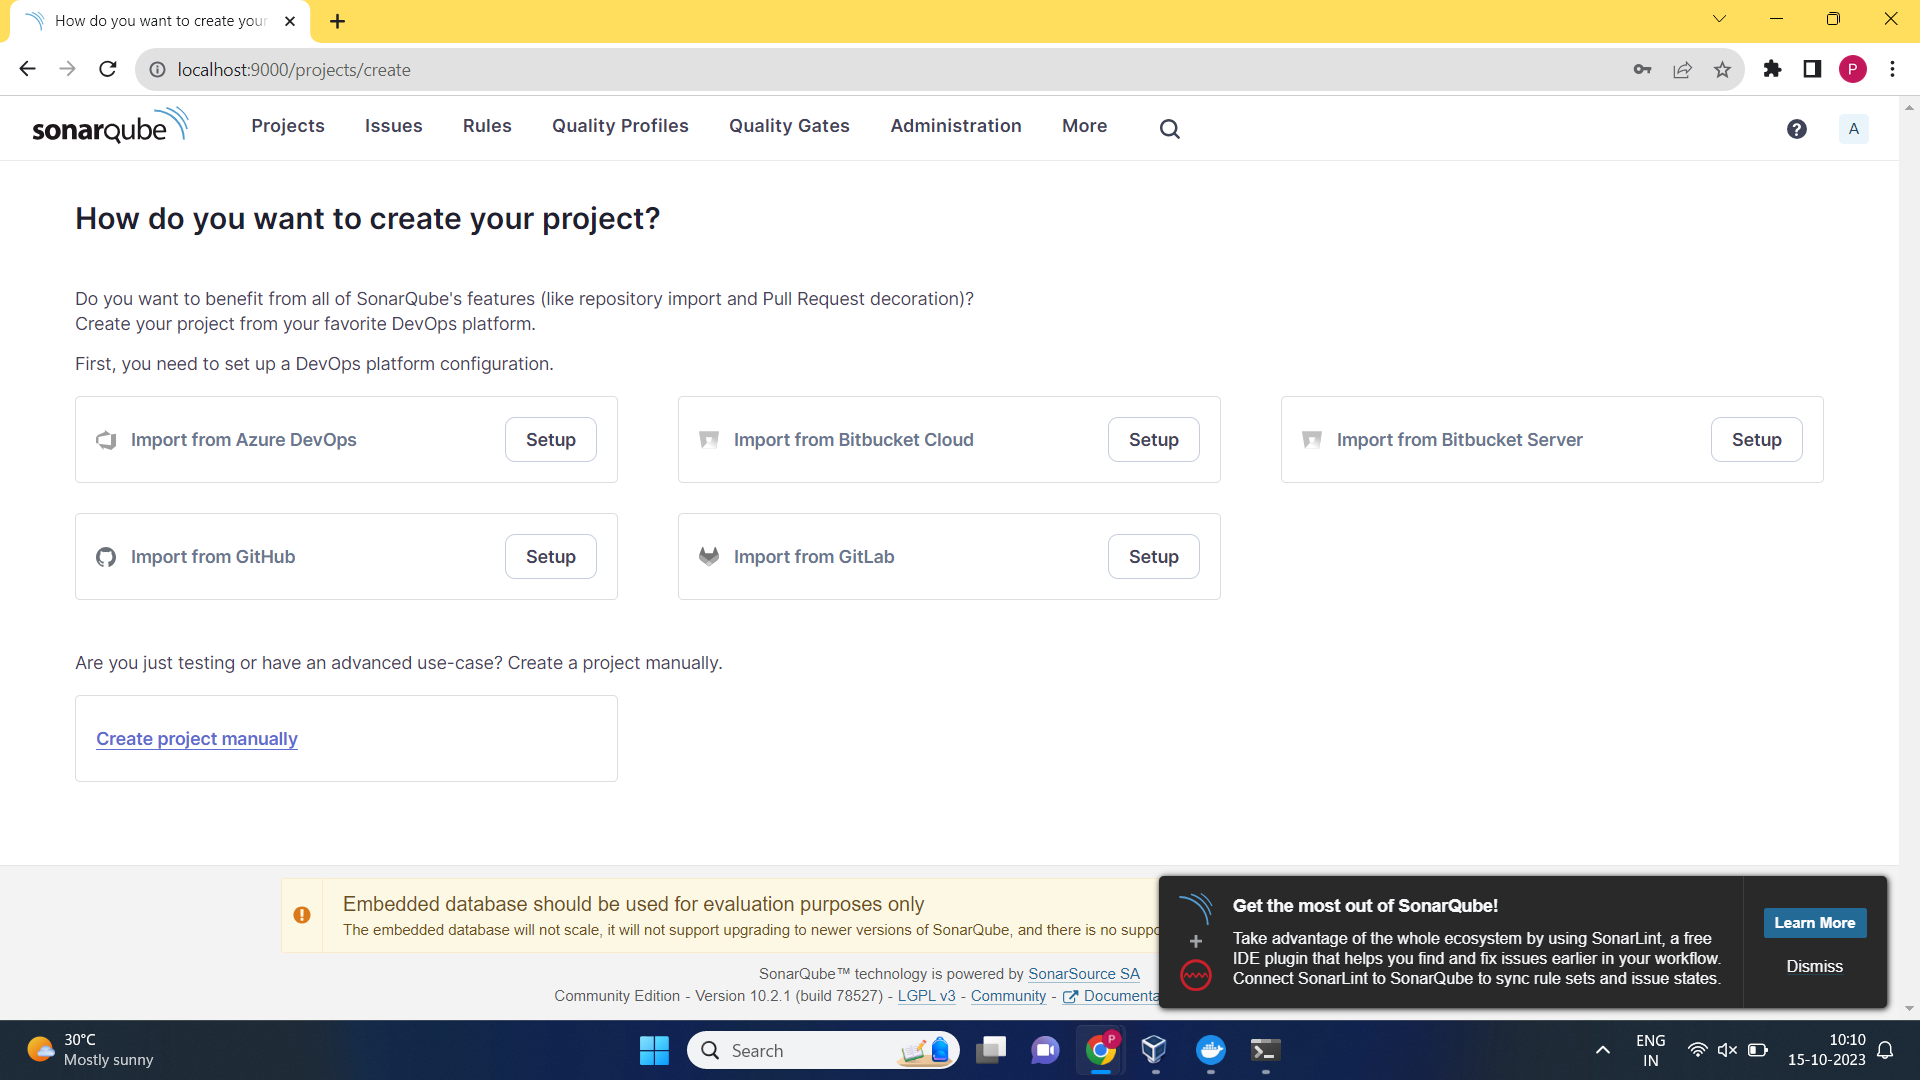 How do you want to create your
localhost:9000/projects/create
P
sonarqube
Projects
Issues
Rules
Quality Profiles
Quality Gates
Administration
More
?
A
How do you want to create your project?
Do you want to benefit from all of SonarQube's features (like repository import and Pull Request decoration)?
Create your project from your favorite DevOps platform.
First, you need to set up a DevOps platform configuration.
Import from Azure DevOps
Setup
Import from Bitbucket Cloud
Setup
Import from Bitbucket Server
Setup
Import from GitHub
Setup
Import from GitLab
Setup
Are you just testing or have an advanced use-case? Create a project manually.
Create project manually
Embedded database should be used for evaluation purposes only
The embedded database will not scale, it will not support upgrading to newer versions of SonarQube, and there is no suppo
SonarQube™ technology is powered by SonarSource SA
Community Edition - Version 10.2.1 (build 78527) - LGPL v3 - Community - Documenta
Get the most out of SonarQube!
Take advantage of the whole ecosystem by using SonarLint, a free
IDE plugin that helps you find and fix issues earlier in your workflow.
Connect SonarLint to SonarQube to sync rule sets and issue states.
Learn More
Dismiss
30°C
Mostly sunny
Search
P
ENG
IN
10:10
15-10-2023